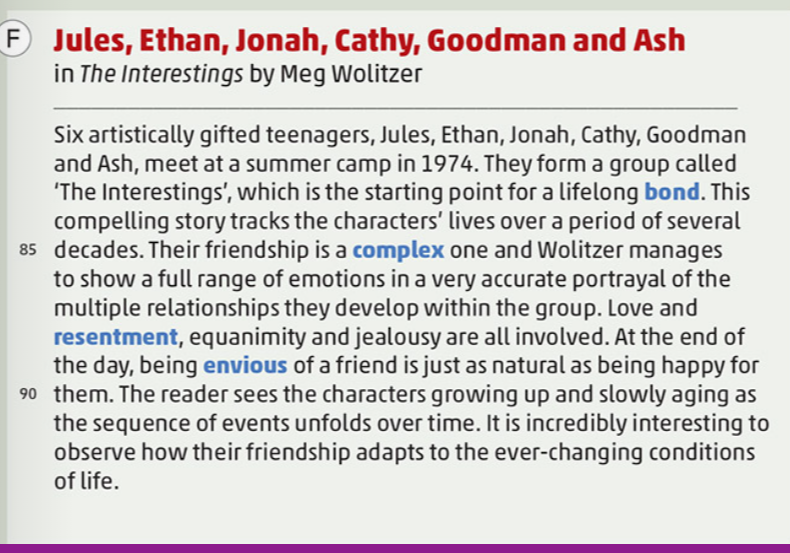 F
Jules, Ethan, Jonah, Cathy, Goodman and Ash
in The Interestings by Meg Wolitzer
Six artistically gifted teenagers, Jules, Ethan, Jonah, Cathy, Goodman
and Ash, meet at a summer camp in 1974. They form a group called
‘The Interestings’, which is the starting point for a lifelong bond. This
compelling story tracks the characters’ lives over a period of several
85 decades. Their friendship is a complex one and Wolitzer manages
to show a full range of emotions in a very accurate portrayal of the
multiple relationships they develop within the group. Love and
resentment, equanimity and jealousy are all involved. At the end of
the day, being envious of a friend is just as natural as being happy for
90 them. The reader sees the characters growing up and slowly aging as
the sequence of events unfolds over time. It is incredibly interesting to
observe how their friendship adapts to the ever-changing conditions
of life.